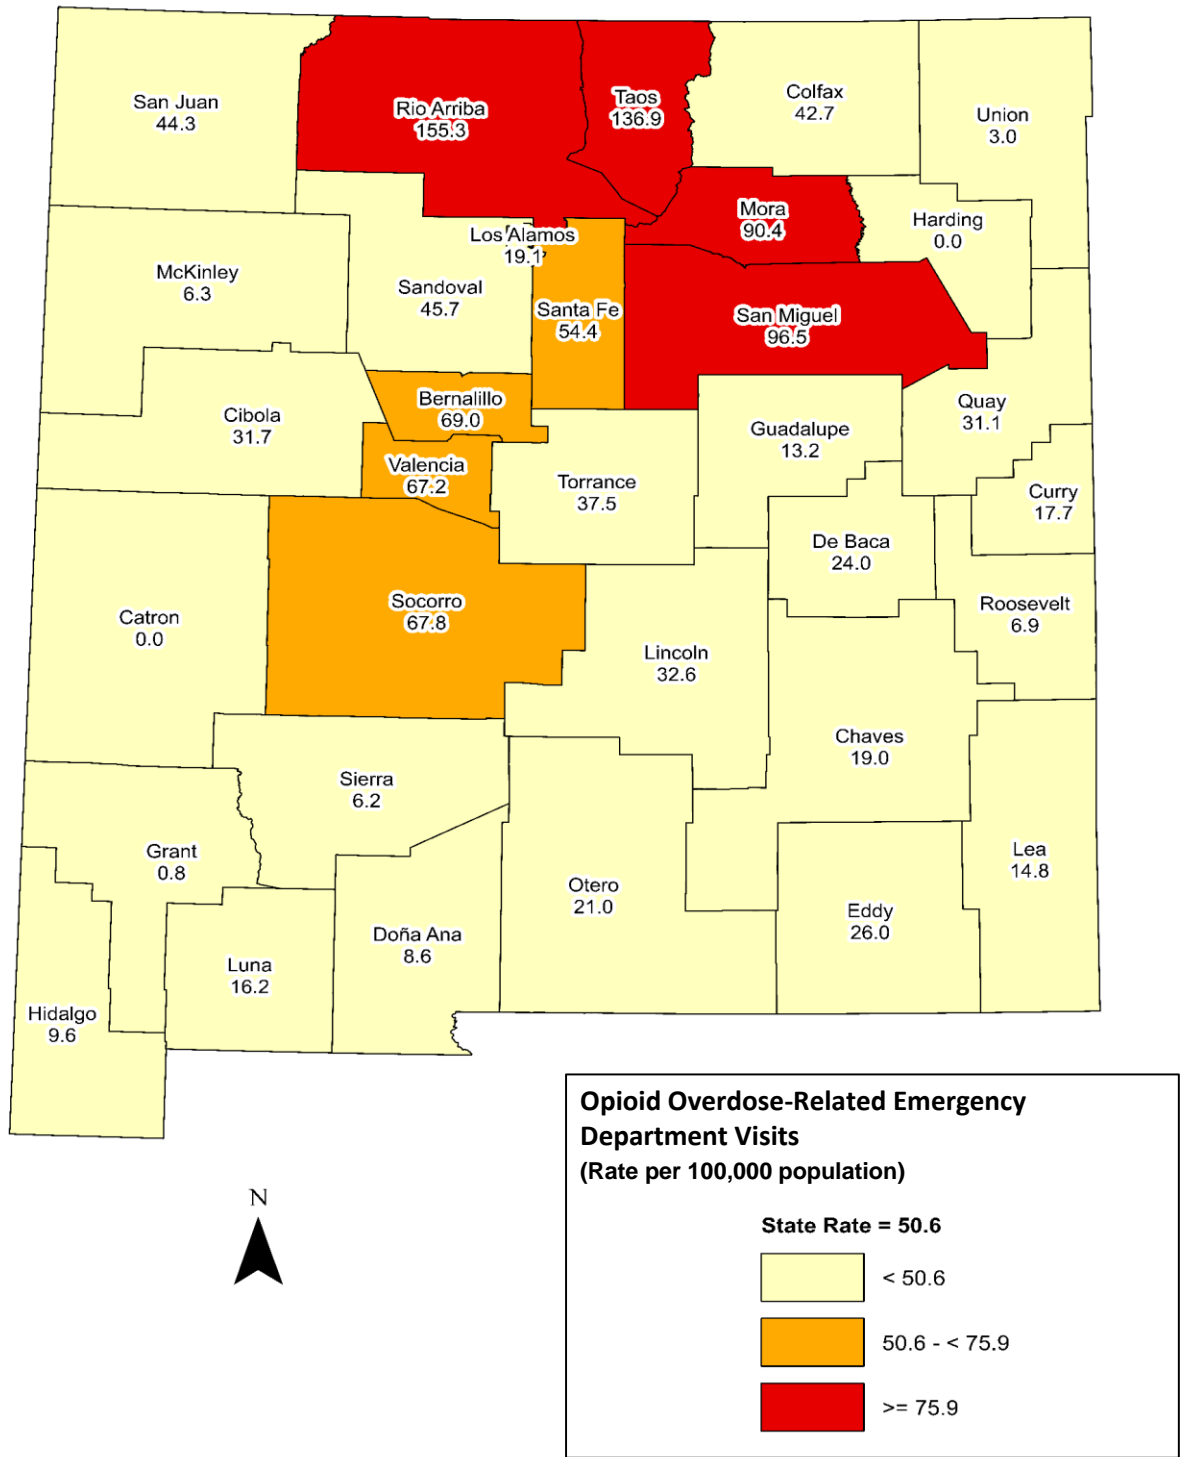 San Juan
44.3
Rio Arriba
155.3
Taos
136.9
Colfax
42.7
Union
3.0
Mora
90.4
Harding
0.0
Los Alamos
19.1
McKinley
6.3
Sandoval
45.7
Santa Fe
54.4
San Miguel
96.5
Cibola
31.7
Bernalillo
69.0
Valencia
67.2
Guadalupe
13.2
Quay
31.1
Torrance
37.5
Curry
17.7
De Baca
24.0
Roosevelt
6.9
Catron
0.0
Socorro
67.8
Lincoln
32.6
Chaves
19.0
Sierra
6.2
Grant
0.8
Lea
14.8
Otero
21.0
Eddy
26.0
Doña Ana
8.6
Luna
16.2
Hidalgo
9.6
N
Opioid Overdose-Related Emergency
Department Visits
(Rate per 100,000 population)
State Rate = 50.6
< 50.6
50.6 - < 75.9
>= 75.9